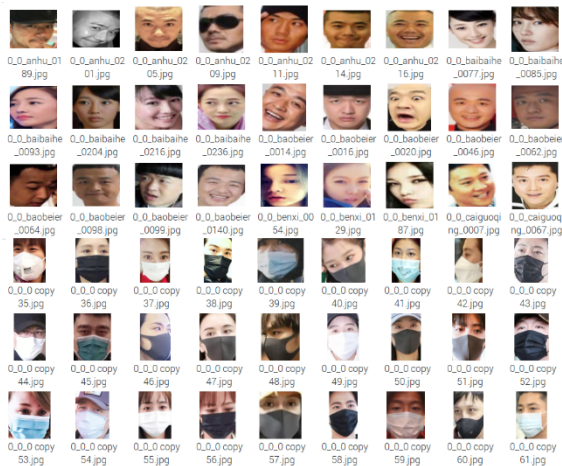 0_0_anhu_01 0_0_anhu_02 0_0_anhu_02 0_0_anhu_02 0_0_anhu_02 0_0_anhu_02 0_0_anhu_02 0_0_baibaihe 0_0_baibaihe
89.jpg 01.jpg 05.jpg 09.jpg 11.jpg 14.jpg 16.jpg _0077.jpg _0085.jpg
0_0_baibaihe 0_0_baibaihe 0_0_baibaihe 0_0_baibaihe 0_0_baobeier 0_0_baobeier 0_0_baobeier 0_0_baobeier 0_0_baobeier
_0093.jpg _0204.jpg _0216.jpg _0236.jpg _0014.jpg _0016.jpg _0020.jpg _0046.jpg _0062.jpg
0_0_baobeier 0_0_baobeier 0_0_baobeier 0_0_baobeier 0_0_benxi_00 0_0_benxi_01 0_0_benxi_01 0_0_caiguoqi 0_0_caiguoqi
_0064.jpg _0098.jpg _0099.jpg _0140.jpg 54.jpg 29.jpg 87.jpg ng_0007.jpg ng_0067.jpg
0_0_0 copy 0_0_0 copy 0_0_0 copy 0_0_0 copy 0_0_0 copy 0_0_0 copy 0_0_0 copy 0_0_0 copy 0_0_0 copy
35.jpg 36.jpg 37.jpg 38.jpg 39.jpg 40.jpg 41.jpg 42.jpg 43.jpg
0_0_0 copy 0_0_0 copy 0_0_0 copy 0_0_0 copy 0_0_0 copy 0_0_0 copy 0_0_0 copy 0_0_0 copy 0_0_0 copy
44.jpg 45.jpg 46.jpg 47.jpg 48.jpg 49.jpg 50.jpg 51.jpg 52.jpg
0_0_0 copy 0_0_0 copy 0_0_0 copy 0_0_0 copy 0_0_0 copy 0_0_0 copy 0_0_0 copy 0_0_0 copy 0_0_0 copy
53.jpg 54.jpg 55.jpg 56.jpg 57.jpg 58.jpg 59.jpg 60.jpg 61.jpg